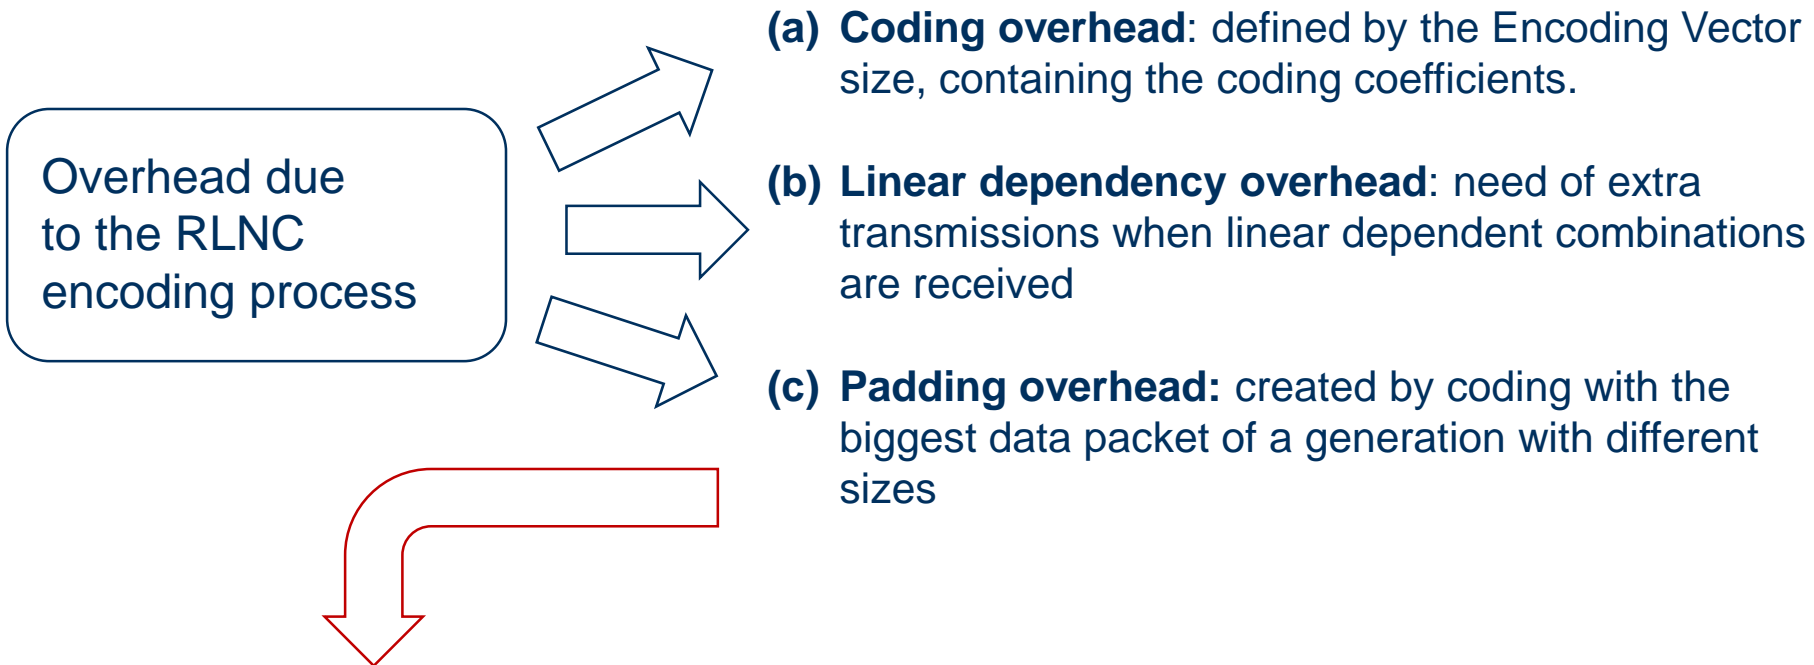 Overhead due
to the RLNC
encoding process
(a) Coding overhead: defined by the Encoding Vector
size, containing the coding coefficients.
(b) Linear dependency overhead: need of extra
transmissions when linear dependent combinations
are received
(c) Padding overhead: created by coding with the
biggest data packet of a generation with different
sizes